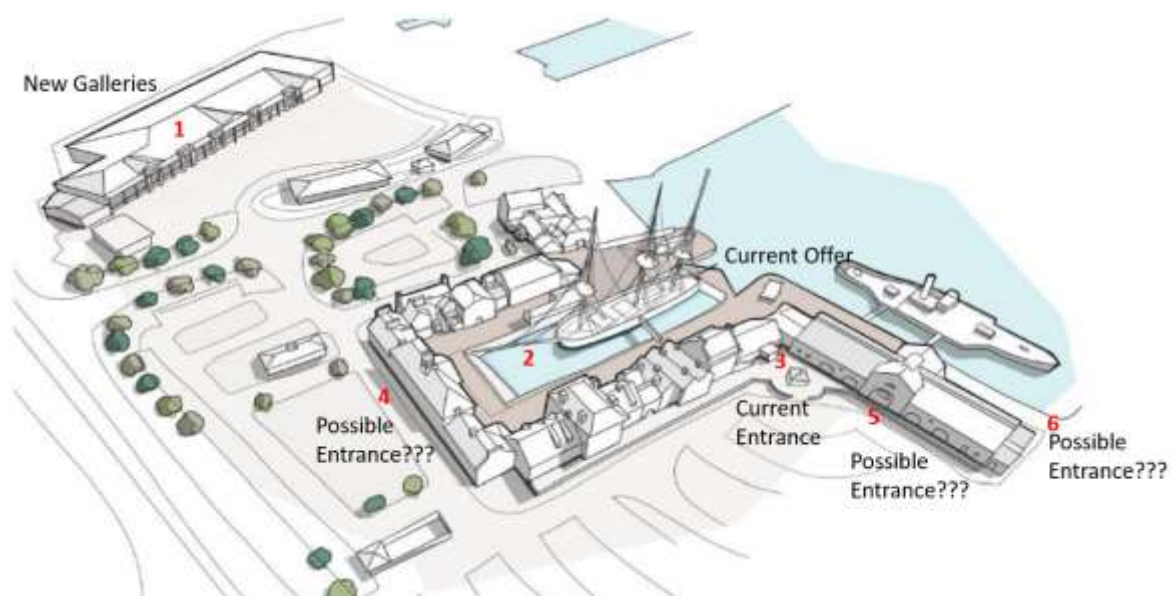 New Galleries
1
Current Offer
2
3
4
Possible
Entrance???
Current
Entrance
5
Possible
Entrance???
6
Possible
Entrance???